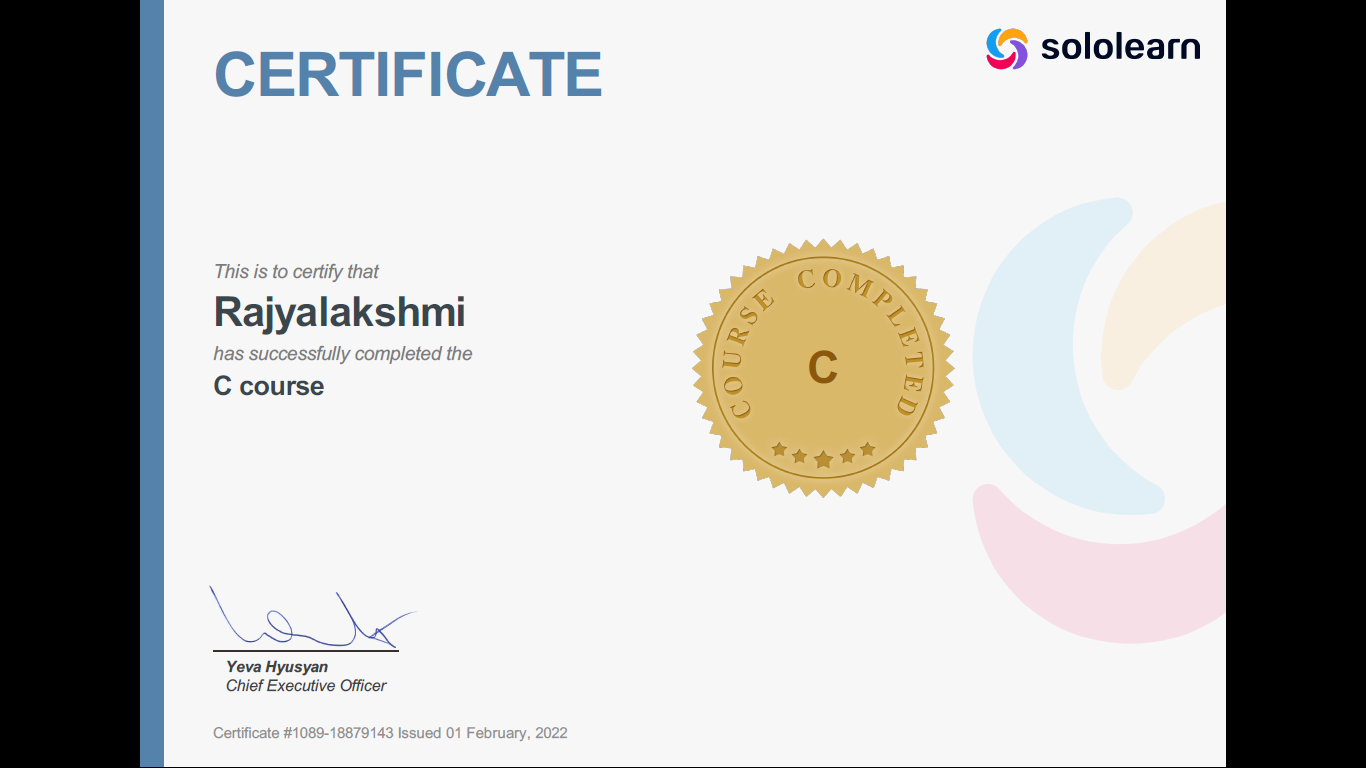 CERTIFICATE
sololearn
This is to certify that
Rajyalakshmi
has successfully completed the
C course
COURSE COMPLETED
C
Yeva Hyusyan
Chief Executive Officer
Certificate #1089-18879143 Issued 01 February, 2022